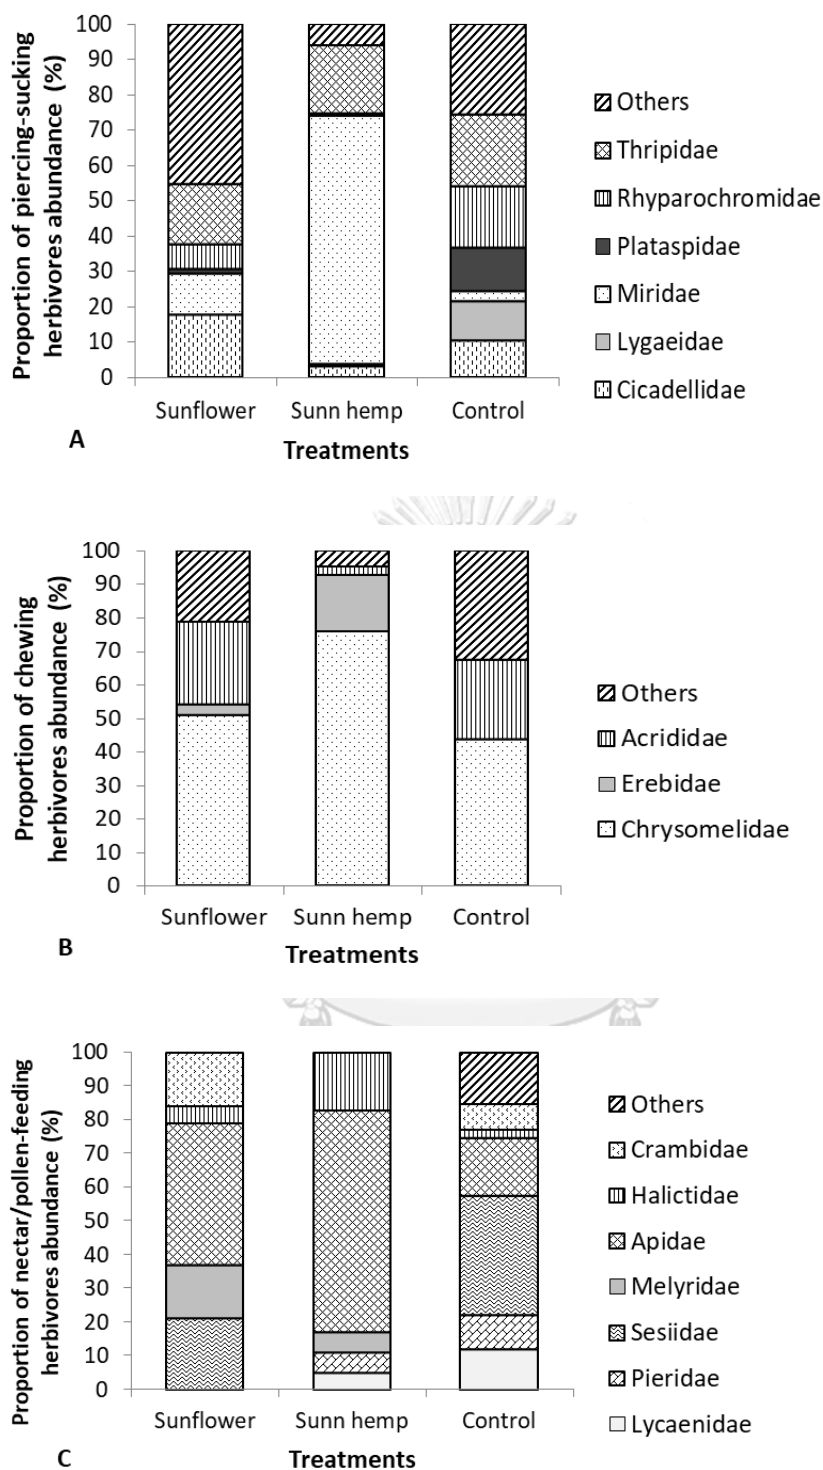 Proportion of piercing-sucking
herbivores abundance (%)
100
90
80
70
60
50
40
30
20
10
0
Sunflower Sunn hemp Control
Treatments
A
Others
Thripidae
Rhyparochromidae
Plataspidae
Miridae
Lygaeidae
Cicadellidae
Proportion of chewing
herbivores abundance (%)
100
90
80
70
60
50
40
30
20
10
0
Sunflower Sunn hemp Control
Treatments
B
Others
Acrididae
Erebidae
Chrysomelidae
Proportion of nectar/pollen-feeding
herbivores abundance (%)
100
90
80
70
60
50
40
30
20
10
0
Sunflower Sunn hemp Control
Treatments
C
Others
Crambidae
Halictidae
Apidae
Melyridae
Sesiidae
Pieridae
Lycaenidae